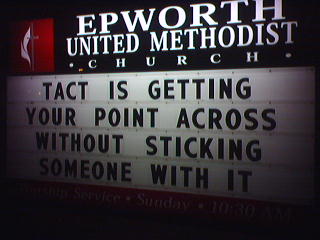 EPWORTH
UNITED METHODIST
• CHURCH •
TACT IS GETTING
YOUR POINT ACROSS
WITHOUT STICKING
SOMEONE WITH IT
Worship Service • Sunday • 10:30 AM